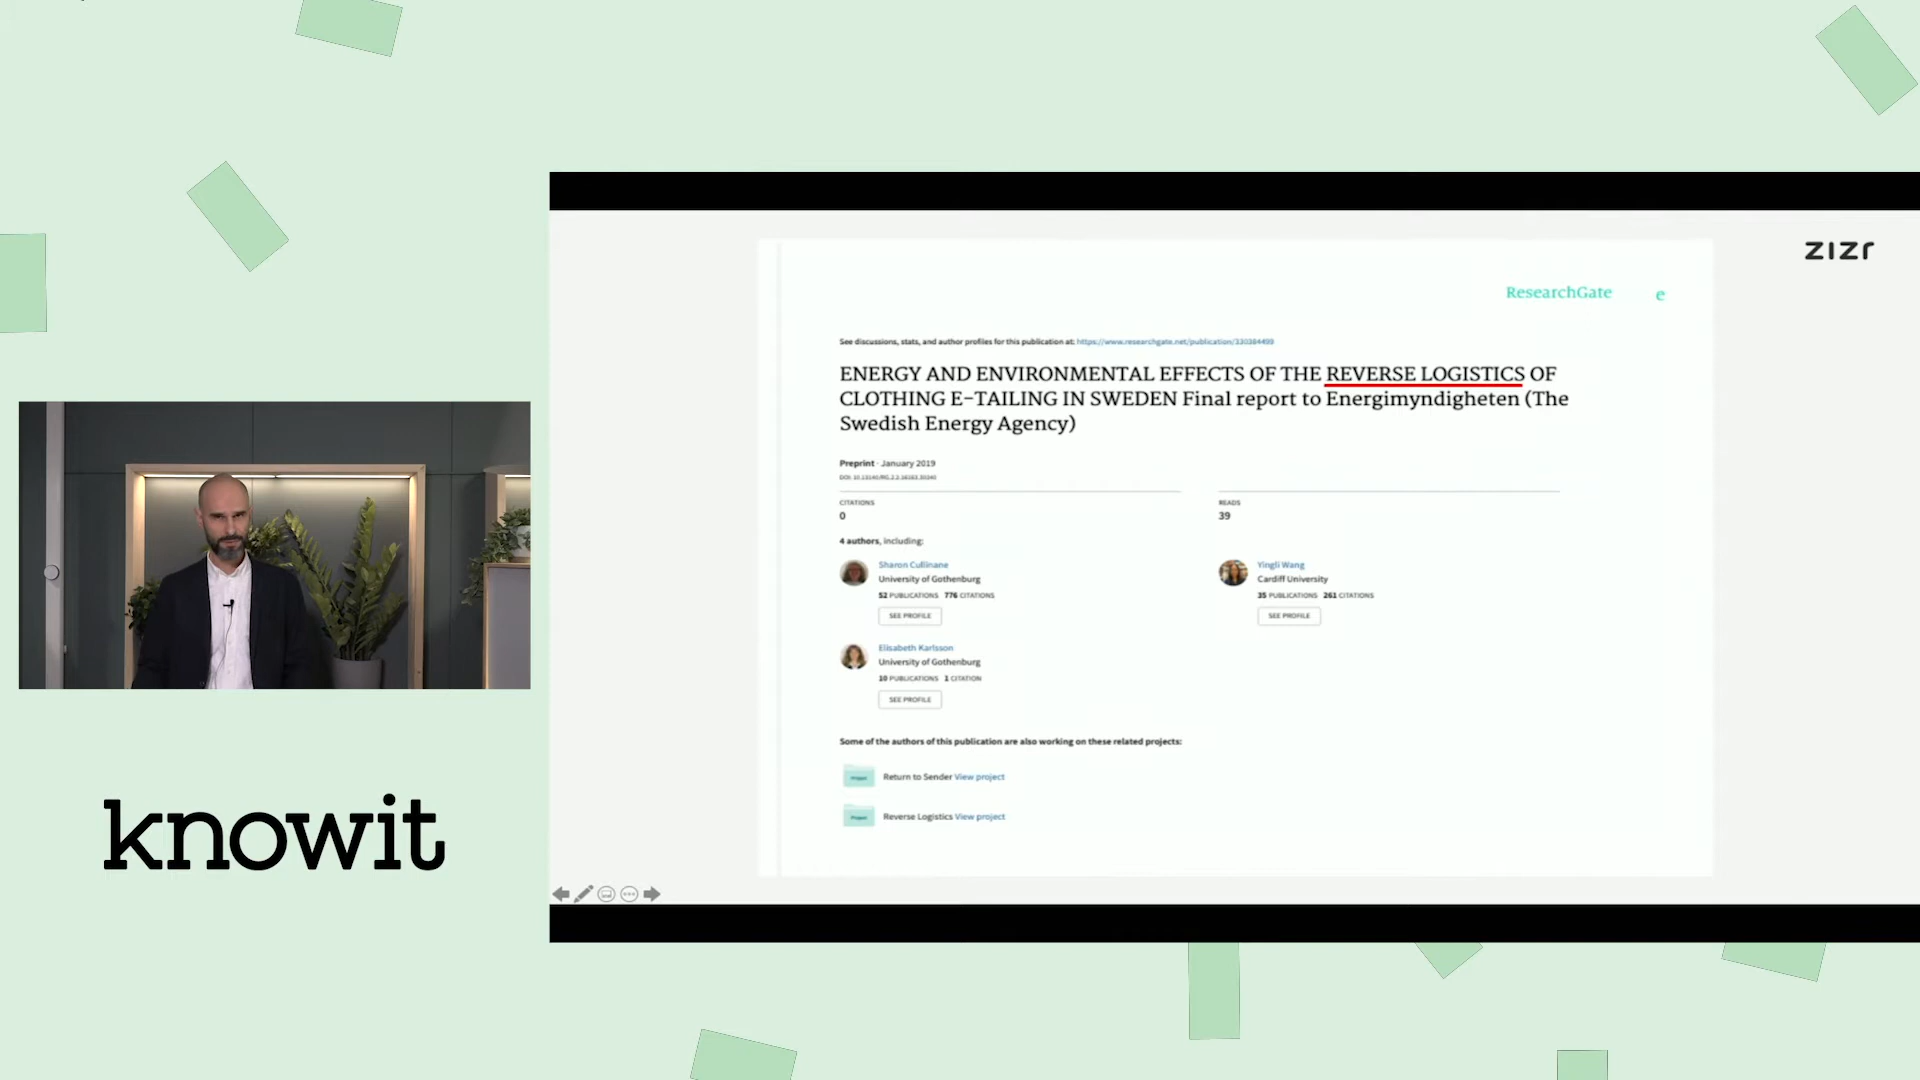 zızr
ResearchGate e
See discussions, stats, and author profiles for this publication at: https://www.researchgate.net/publication/330384499
ENERGY AND ENVIRONMENTAL EFFECTS OF THE REVERSE LOGISTICS OF
CLOTHING E-TAILING IN SWEDEN Final report to Energimyndigheten (The
Swedish Energy Agency)
Preprint · January 2019
CITATIONS
0
READS
39
4 authors, including:
Sharon Cullinane
University of Gothenburg
52 PUBLICATIONS 776 CITATIONS
SEE PROFILE
Yingli Wang
Cardiff University
35 PUBLICATIONS 261 CITATIONS
SEE PROFILE
Elisabeth Karlsson
University of Gothenburg
10 PUBLICATIONS 1 CITATION
SEE PROFILE
Some of the authors of this publication are also working on these related projects:
Project
Return to Sender View project
Project
Reverse Logistics View project
knowit